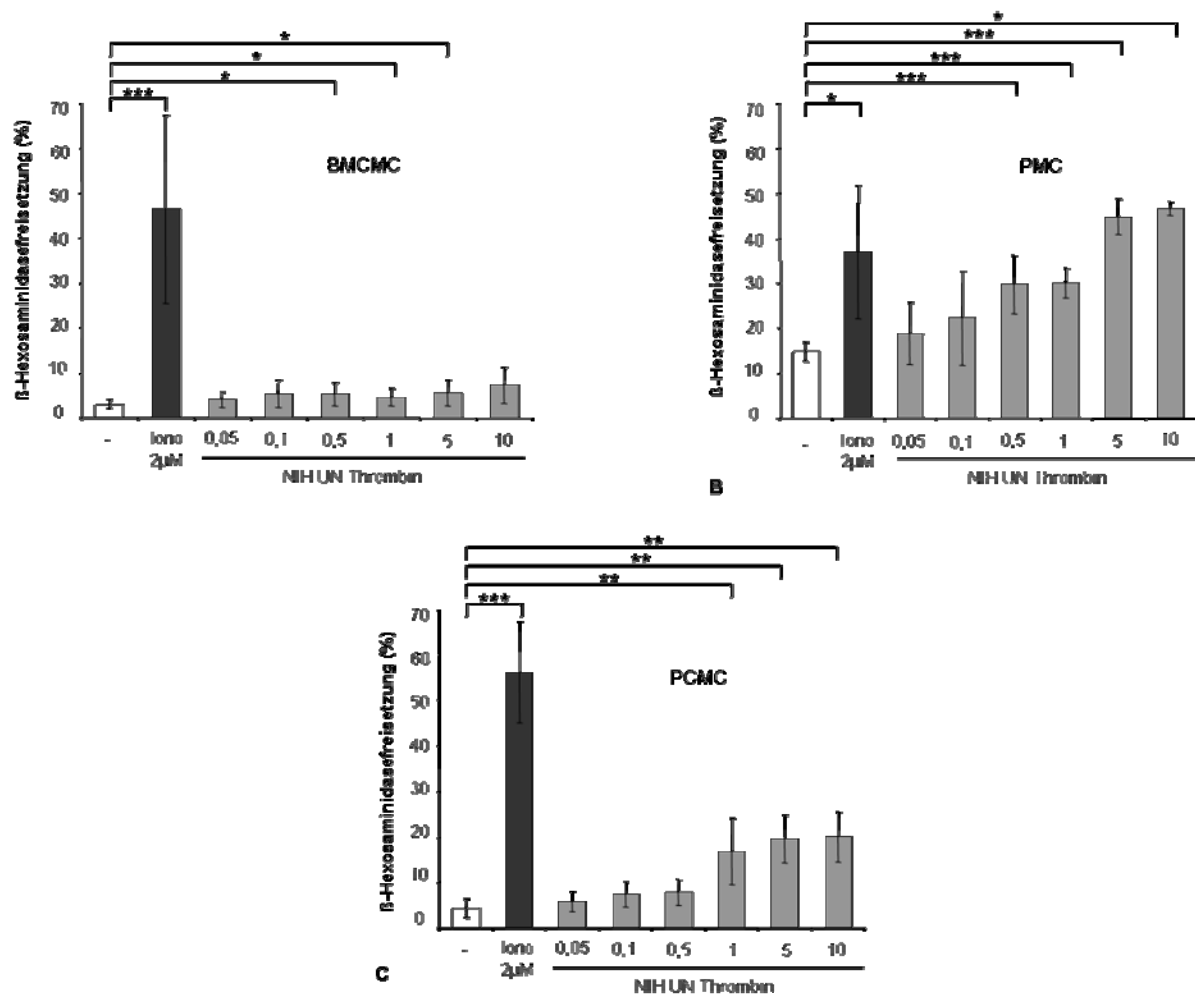 *
*
*
***
70
60
50
40
30
20
10
0
ß-Hexosaminidasefreisetzung (%)
BMCMC
- Iono 0,05 0,1 0,5 1 5 10
2µM
NIH UN Thrombin
*
***
***
***
*
70
60
50
40
30
20
10
0
ß-Hexosaminidasefreisetzung (%)
PMC
- Iono 0,05 0,1 0,5 1 5 10
2µM
NIH UN Thrombin
B
**
**
**
***
70
60
50
40
30
20
10
0
ß-Hexosaminidasefreisetzung (%)
PCMC
- Iono 0,05 0,1 0,5 1 5 10
2µM
NIH UN Thrombin
C